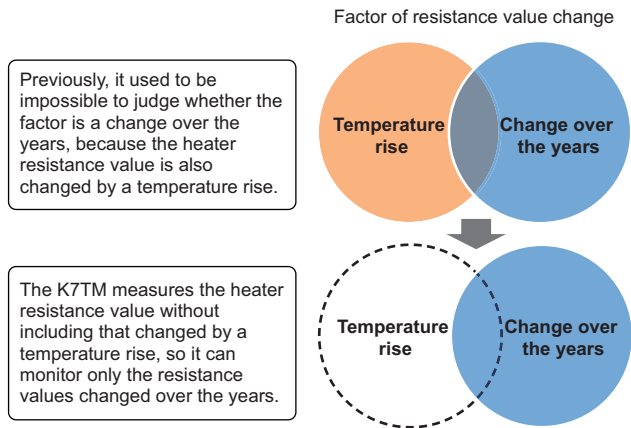 Factor of resistance value change
Previously, it used to be
impossible to judge whether the
factor is a change over the
years, because the heater
resistance value is also
changed by a temperature rise.
Temperature
rise
Change over
the years
The K7TM measures the heater
resistance value without
including that changed by a
temperature rise, so it can
monitor only the resistance
values changed over the years.
Temperature
rise
Change over
the years